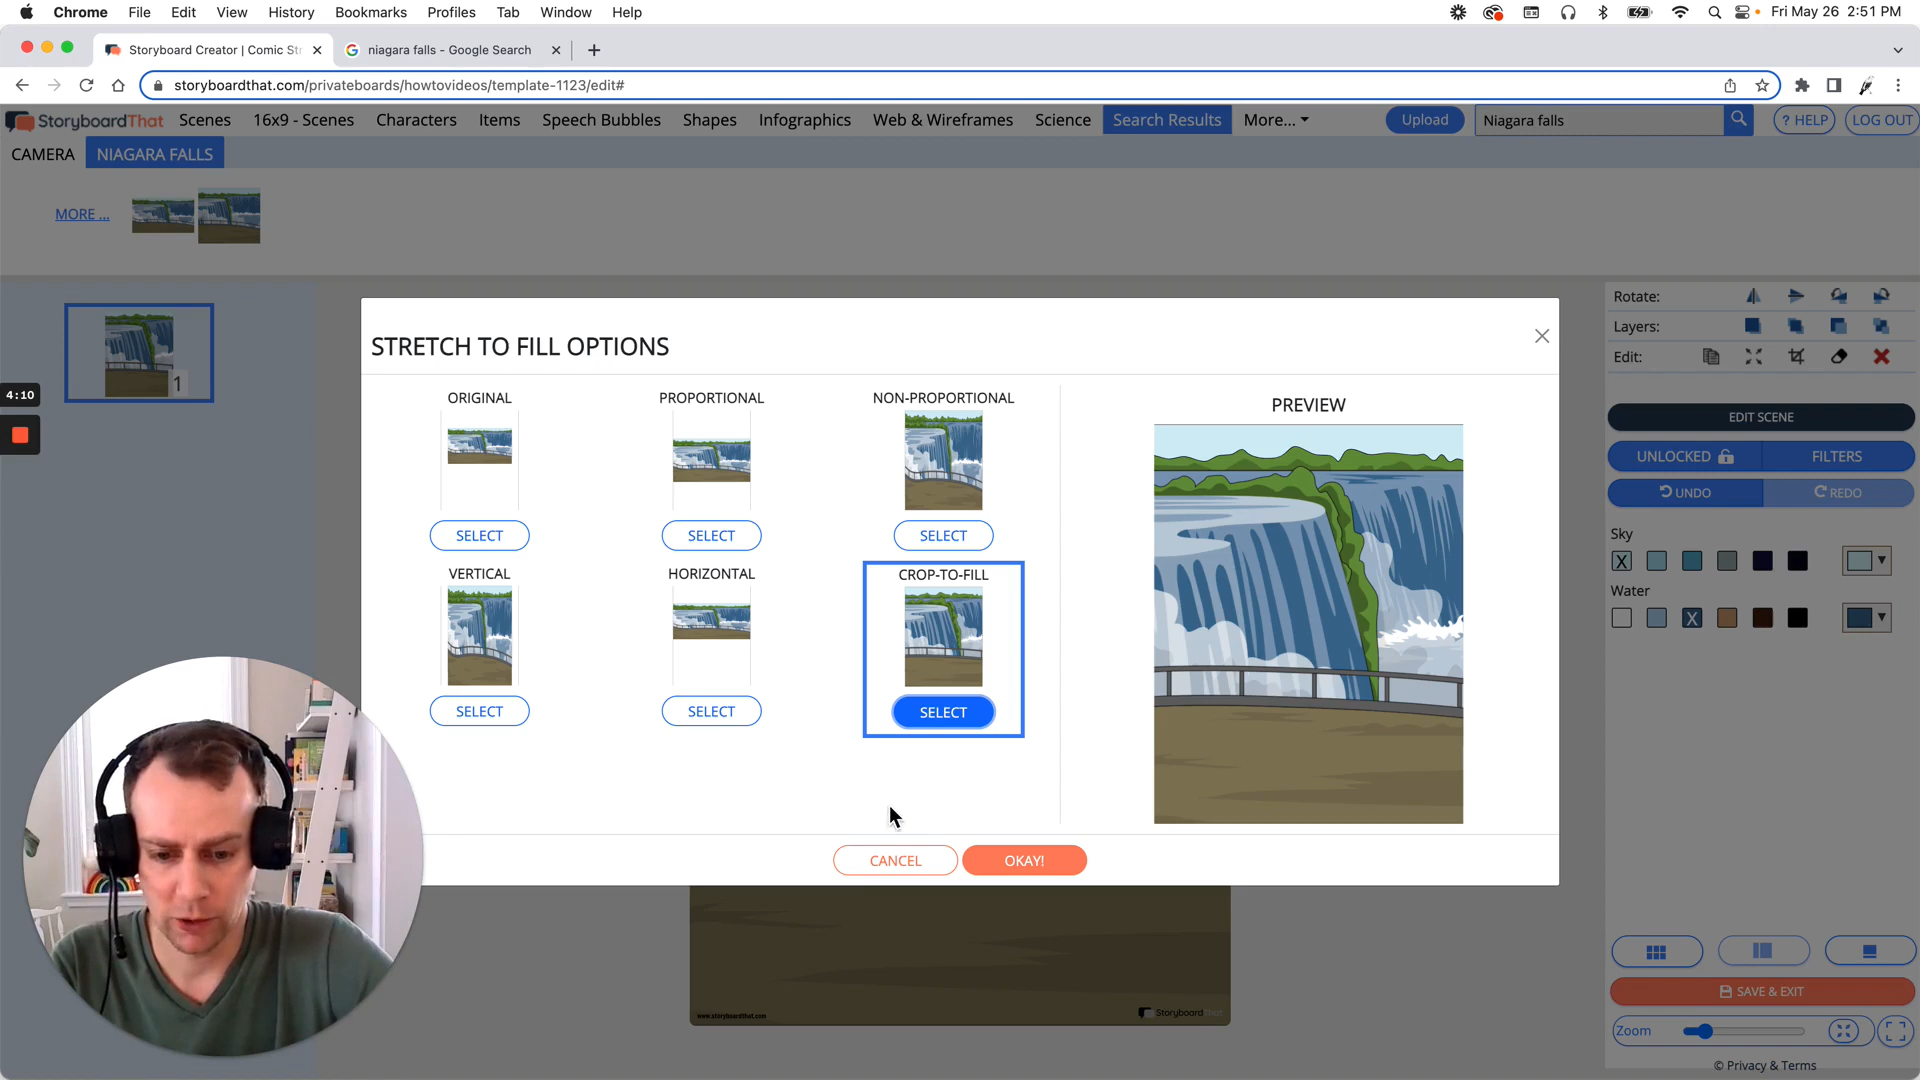 Chrome File Edit View History Bookmarks Profiles Tab Window Help Fri May 26 2:51 PM
Storyboard Creator | Comic Str niagara falls - Google Search
storyboardthat.com/privateboards/howtovideos/template-1123/edit#
StoryboardThat Scenes 16x9 - Scenes Characters Items Speech Bubbles Shapes Infographics Web & Wireframes Science Search Results More... Upload Niagara falls ? HELP LOG OUT
CAMERA NIAGARA FALLS
MORE ...
1
4:10
STRETCH TO FILL OPTIONS
ORIGINAL PROPORTIONAL NON-PROPORTIONAL
SELECT SELECT SELECT
VERTICAL HORIZONTAL CROP-TO-FILL
SELECT SELECT SELECT
PREVIEW
CANCEL OKAY!
www.storyboardthat.com StoryboardThat
Rotate:
Layers:
Edit:
EDIT SCENE
UNLOCKED FILTERS
UNDO REDO
Sky
X
Water
X
SAVE & EXIT
Zoom
© Privacy & Terms